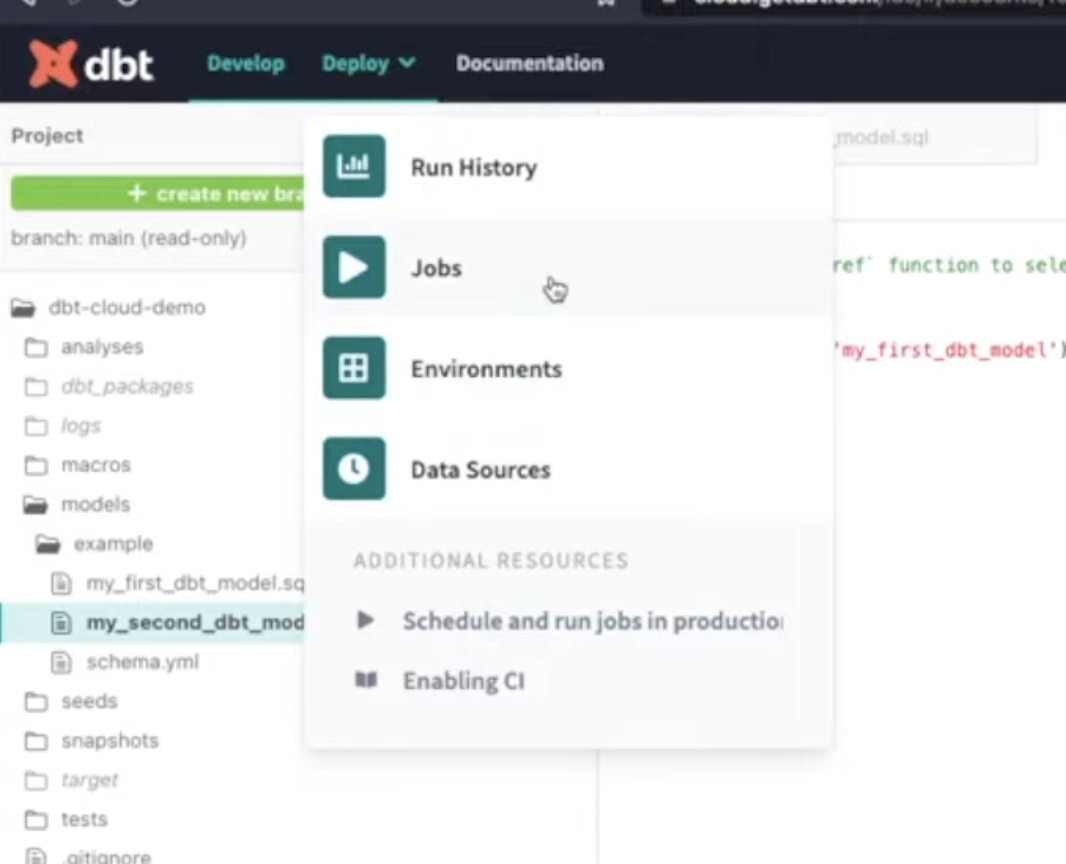 dbt
Develop
Deploy
Documentation
Project
_model.sql
+ create new bra
branch: main (read-only)
dbt-cloud-demo
analyses
dbt_packages
logs
macros
models
example
my_first_dbt_model.sq
my_second_dbt_mod
schema.yml
seeds
snapshots
target
tests
.gitignore
Run History
Jobs
Environments
Data Sources
ADDITIONAL RESOURCES
Schedule and run jobs in production
Enabling CI
ref` function to sele
'my_first_dbt_model')